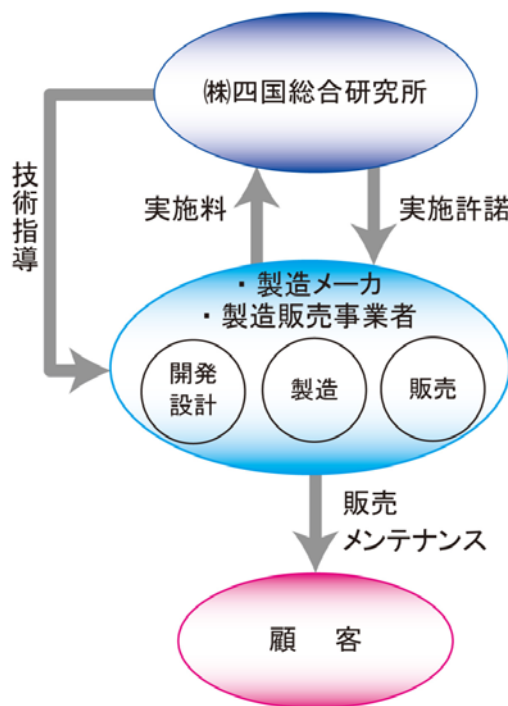 ㈱四国総合研究所
技術指導
実施料
実施許諾
・製造メーカ
・製造販売事業者
開発
設計
製造
販売
販売
メンテナンス
顧　客